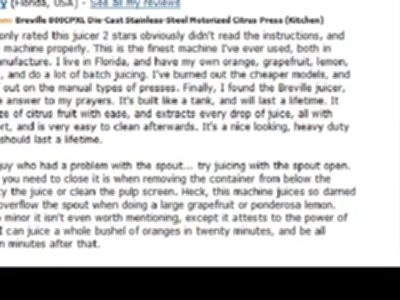 (Florida, USA) - See all my reviews
Breville 800CPXL Die-Cast Stainless-Steel Motorized Citrus Press (Kitchen)
only rated this juicer 2 stars obviously didn't read the instructions, and
machine properly. This is the finest machine I've ever used, both in
nufacture. I live in Florida, and have my own orange, grapefruit, lemon,
, and do a lot of batch juicing. I've burned out the cheaper models, and
out on the manual types of presses. Finally, I found the Breville juicer,
answer to my prayers. It's built like a tank, and will last a lifetime. It
ze of citrus fruit with ease, and extracts every drop of juice, all with
rt, and is very easy to clean afterwards. It's a nice looking, heavy duty
should last a lifetime.
guy who had a problem with the spout... try juicing with the spout open.
you need to close it is when removing the container from below the
ty the juice or clean the pulp screen. Heck, this machine juices so darned
overflow the spout when doing a large grapefruit or ponderosa lemon.
minor it isn't even worth mentioning, except it attests to the power of
I can juice a whole bushel of oranges in twenty minutes, and be all
n minutes after that.